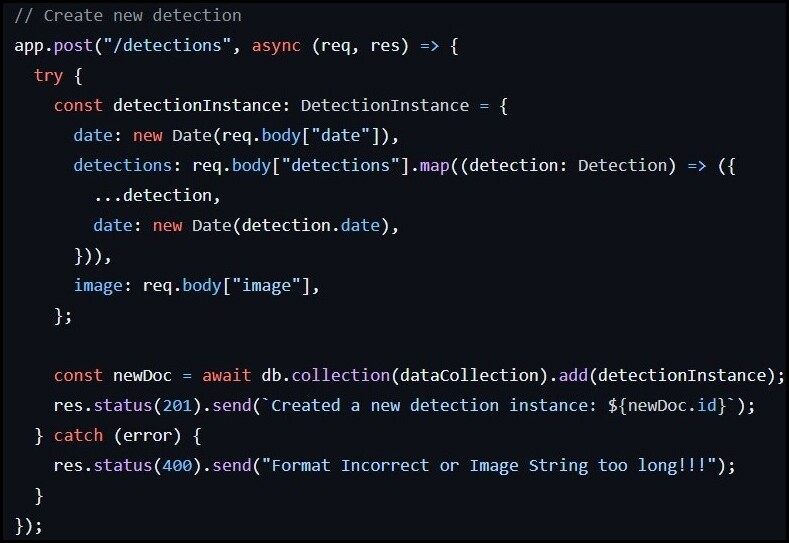 // Create new detection
app.post("/detections", async (req, res) => {
  try {
    const detectionInstance: DetectionInstance = {
      date: new Date(req.body["date"]),
      detections: req.body["detections"].map((detection: Detection) => ({
        ...detection,
        date: new Date(detection.date),
      })),
      image: req.body["image"],
    };

    const newDoc = await db.collection(dataCollection).add(detectionInstance);
    res.status(201).send(`Created a new detection instance: ${newDoc.id}`);
  } catch (error) {
    res.status(400).send("Format Incorrect or Image String too long!!!");
  }
});